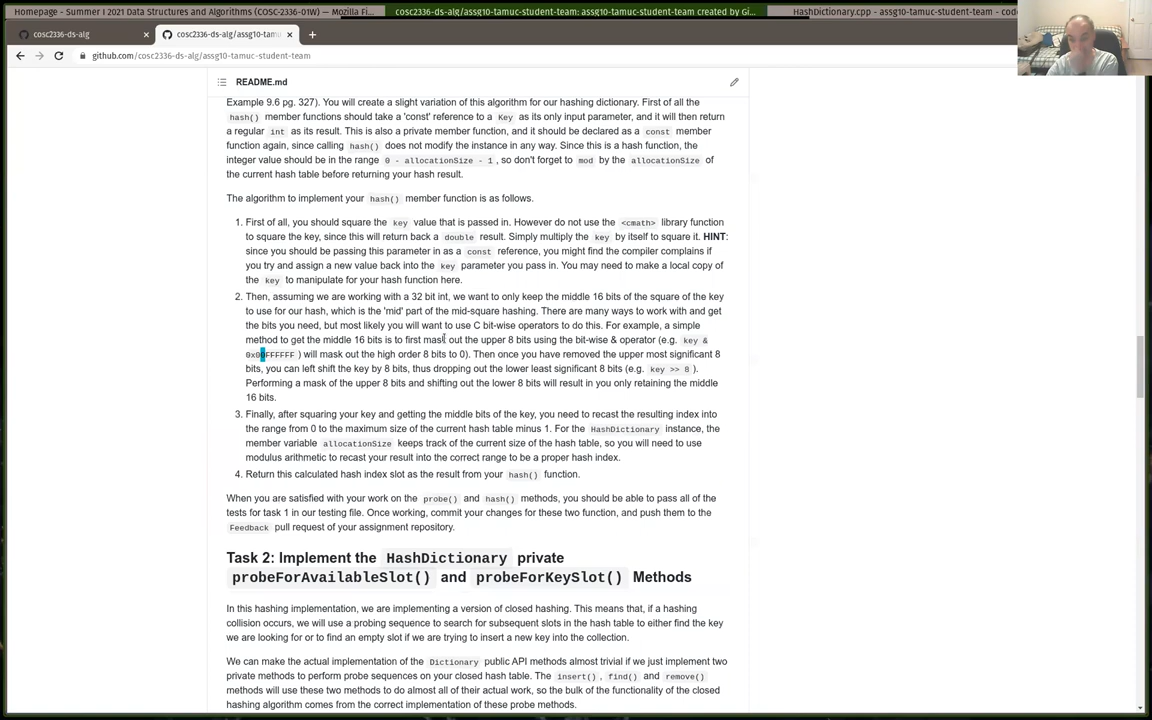 Homepage - Summer I 2021 Data Structures and Algorithms (COSC-2336-01W) — Mozilla Fi...
cosc2336-ds-alg/assg10-tamuc-student-team: assg10-tamuc-student-team created by Gi...
HashDictionary.cpp - assg10-tamuc-student-team - cod
cosc2336-ds-alg
cosc2336-ds-alg/assg10-tamu
github.com/cosc2336-ds-alg/assg10-tamuc-student-team
README.md
Example 9.6 pg. 327). You will create a slight variation of this algorithm for our hashing dictionary. First of all the
hash() member functions should take a 'const' reference to a Key as its only input parameter, and it will then return
a regular int as its result. This is also a private member function, and it should be declared as a const member
function again, since calling hash() does not modify the instance in any way. Since this is a hash function, the
integer value should be in the range 0 - allocationSize - 1, so don't forget to mod by the allocationSize of
the current hash table before returning your hash result.
The algorithm to implement your hash() member function is as follows.
1. First of all, you should square the key value that is passed in. However do not use the <cmath> library function
to square the key, since this will return back a double result. Simply multiply the key by itself to square it. HINT:
since you should be passing this parameter in as a const reference, you might find the compiler complains if
you try and assign a new value back into the key parameter you pass in. You may need to make a local copy of
the key to manipulate for your hash function here.
2. Then, assuming we are working with a 32 bit int, we want to only keep the middle 16 bits of the square of the key
to use for our hash, which is the 'mid' part of the mid-square hashing. There are many ways to work with and get
the bits you need, but most likely you will want to use C bit-wise operators to do this. For example, a simple
method to get the middle 16 bits is to first mask out the upper 8 bits using the bit-wise & operator (e.g. key &
0x00FFFFFF ) will mask out the high order 8 bits to 0). Then once you have removed the upper most significant 8
bits, you can left shift the key by 8 bits, thus dropping out the lower least significant 8 bits (e.g. key >> 8 ).
Performing a mask of the upper 8 bits and shifting out the lower 8 bits will result in you only retaining the middle
16 bits.
3. Finally, after squaring your key and getting the middle bits of the key, you need to recast the resulting index into
the range from 0 to the maximum size of the current hash table minus 1. For the HashDictionary instance, the
member variable allocationSize keeps track of the current size of the hash table, so you will need to use
modulus arithmetic to recast your result into the correct range to be a proper hash index.
4. Return this calculated hash index slot as the result from your hash() function.
When you are satisfied with your work on the probe() and hash() methods, you should be able to pass all of the
tests for task 1 in our testing file. Once working, commit your changes for these two function, and push them to the
Feedback pull request of your assignment repository.
Task 2: Implement the HashDictionary private
probeForAvailableSlot() and probeForKeySlot() Methods
In this hashing implementation, we are implementing a version of closed hashing. This means that, if a hashing
collision occurs, we will use a probing sequence to search for subsequent slots in the hash table to either find the key
we are looking for or to find an empty slot if we are trying to insert a new key into the collection.
We can make the actual implementation of the Dictionary public API methods almost trivial if we just implement two
private methods to perform probe sequences on your closed hash table. The insert(), find() and remove()
methods will use these two methods to do almost all of their actual work, so the bulk of the functionality of the closed
hashing algorithm comes from the correct implementation of these probe methods.